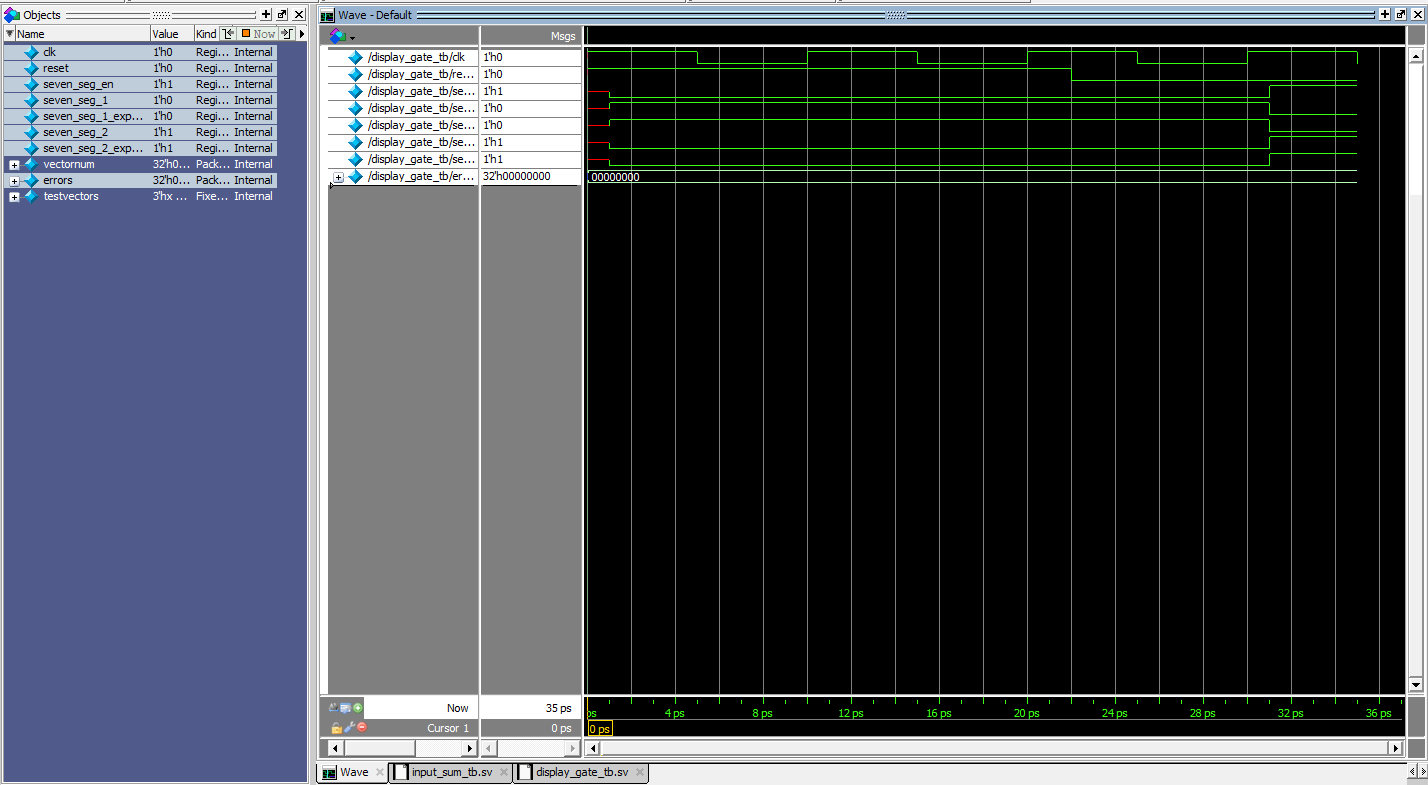 Objects
Name Value Kind Now
clk 1'h0 Regi... Internal
reset 1'h0 Regi... Internal
seven_seg_en 1'h1 Regi... Internal
seven_seg_1 1'h0 Regi... Internal
seven_seg_1_exp... 1'h0 Regi... Internal
seven_seg_2 1'h1 Regi... Internal
seven_seg_2_exp... 1'h1 Regi... Internal
vectornum 32'h0... Pack... Internal
errors 32'h0... Pack... Internal
testvectors 3'hx ... Fixe... Internal
Wave - Default
Msgs
/display_gate_tb/clk 1'h0
/display_gate_tb/re... 1'h0
/display_gate_tb/se... 1'h1
/display_gate_tb/se... 1'h0
/display_gate_tb/se... 1'h0
/display_gate_tb/se... 1'h1
/display_gate_tb/se... 1'h1
/display_gate_tb/er... 32'h00000000 00000000
Now 35 ps
ps 4 ps 8 ps 12 ps 16 ps 20 ps 24 ps 28 ps 32 ps 36 ps
Cursor 1 0 ps 0 ps
Wave input_sum_tb.sv display_gate_tb.sv